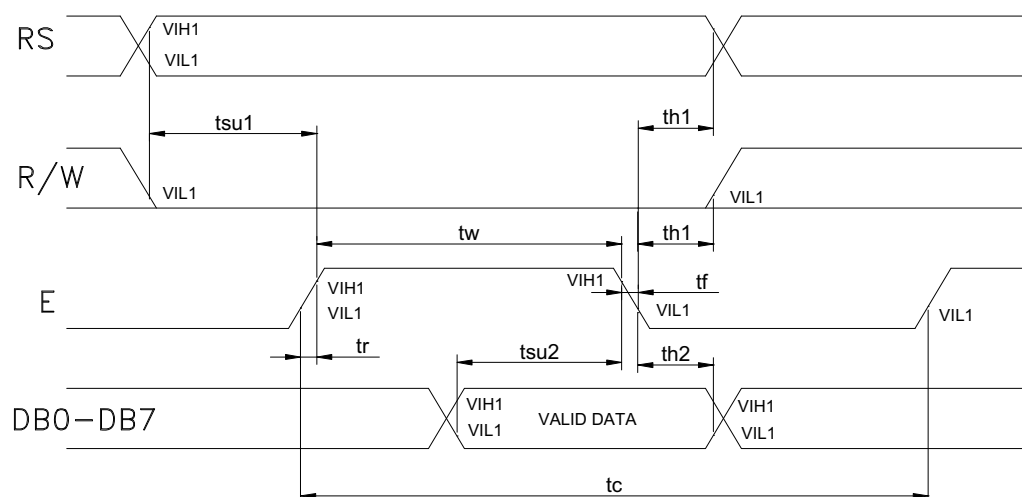 RS
VIH1
VIL1
tsu1
th1
R/W
VIL1
VIL1
tw
th1
E
VIH1
VIH1
tf
VIL1
VIL1
VIL1
tr
tsu2
th2
DB0-DB7
VIH1
VALID DATA
VIH1
VIL1
VIL1
tc